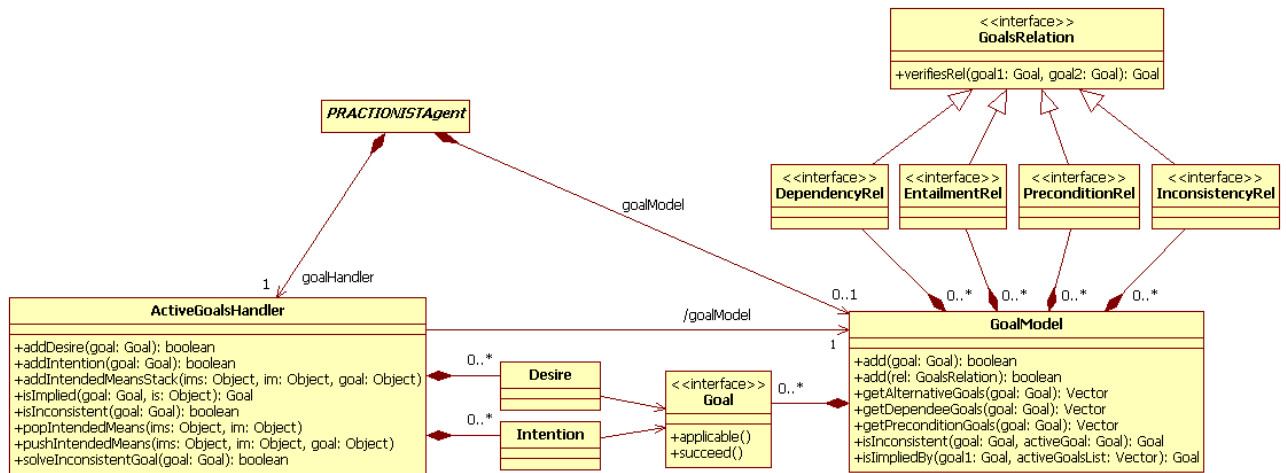 <<interface>>
GoalsRelation
+verifiesRel(goal1: Goal, goal2: Goal): Goal
PRACTIONISTAgent
<<interface>>
DependencyRel
<<interface>>
EntailmentRel
<<interface>>
PreconditionRel
<<interface>>
InconsistencyRel
goalModel
1
goalHandler
0..1
0..*
0..*
0..*
0..*
ActiveGoalsHandler
+addDesire(goal: Goal): boolean
+addIntention(goal: Goal): boolean
+addIntendedMeansStack(ims: Object, im: Object, goal: Object)
+isImplied(goal: Goal, is: Object): Goal
+isInconsistent(goal: Goal): boolean
+popIntendedMeans(ims: Object, im: Object)
+pushIntendedMeans(ims: Object, im: Object, goal: Object)
+solveInconsistentGoal(goal: Goal): boolean
/goalModel
1
0..*
Desire
0..*
Intention
<<interface>>
Goal
+applicable()
+succeed()
0..*
GoalModel
+add(goal: Goal): boolean
+add(rel: GoalsRelation): boolean
+getAlternativeGoals(goal: Goal): Vector
+getDependeeGoals(goal: Goal): Vector
+getPreconditionGoals(goal: Goal): Vector
+isInconsistent(goal: Goal, activeGoal: Goal): Goal
+isIImpliedBy(goal1: Goal, activeGoalsList: Vector): Goal